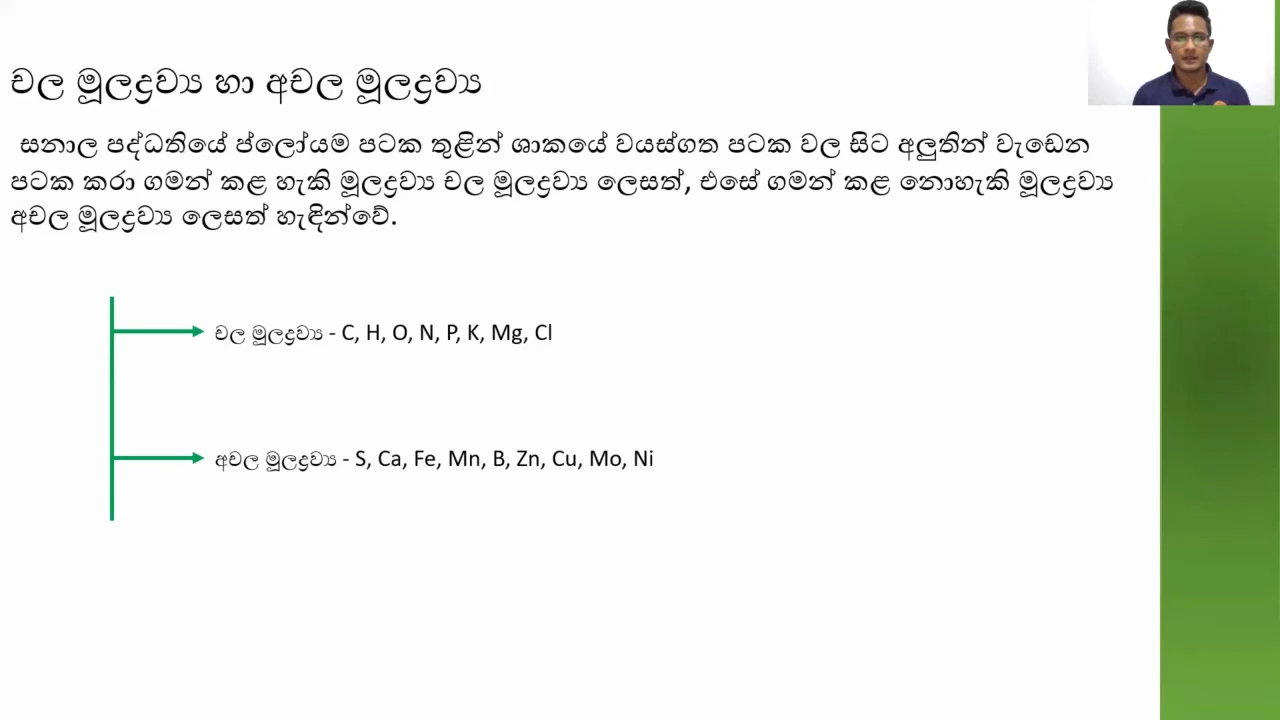 චල මූලද්‍රව්‍ය හා අචල මූලද්‍රව්‍ය
සනාල පද්ධතියේ ප්ලෝයම පටක තුළින් ශාකයේ වයස්ගත පටක වල සිට අලුතින් වැඩෙන
පටක කරා ගමන් කළ හැකි මූලද්‍රව්‍ය චල මූලද්‍රව්‍ය ලෙසත්, එසේ ගමන් කළ නොහැකි මූලද්‍රව්‍ය
අචල මූලද්‍රව්‍ය ලෙසත් හැඳින්වේ.
චල මූලද්‍රව්‍ය - C, H, O, N, P, K, Mg, Cl
අචල මූලද්‍රව්‍ය - S, Ca, Fe, Mn, B, Zn, Cu, Mo, Ni